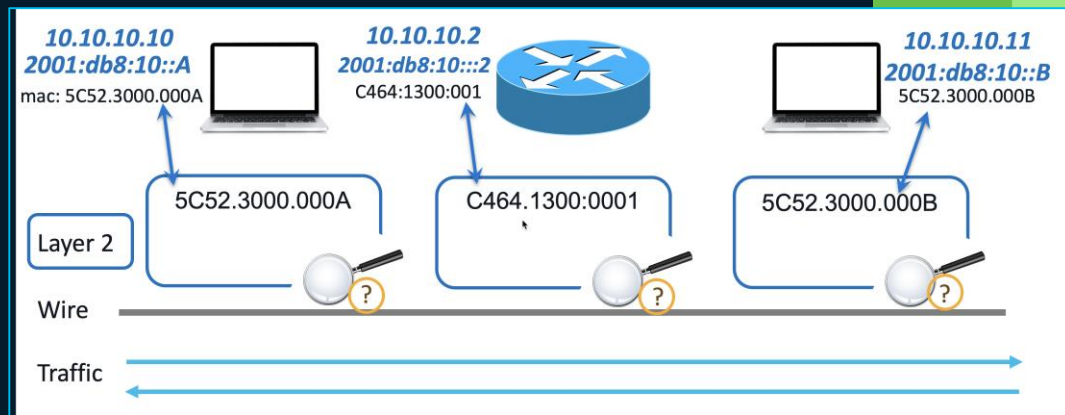 10.10.10.10
2001:db8:10::A
mac: 5C52.3000.000A
10.10.10.2
2001:db8:10:::2
C464:1300:001
10.10.10.11
2001:db8:10::B
5C52.3000.000B
5C52.3000.000A
C464.1300:0001
5C52.3000.000B
Layer 2
?
?
?
Wire
Traffic